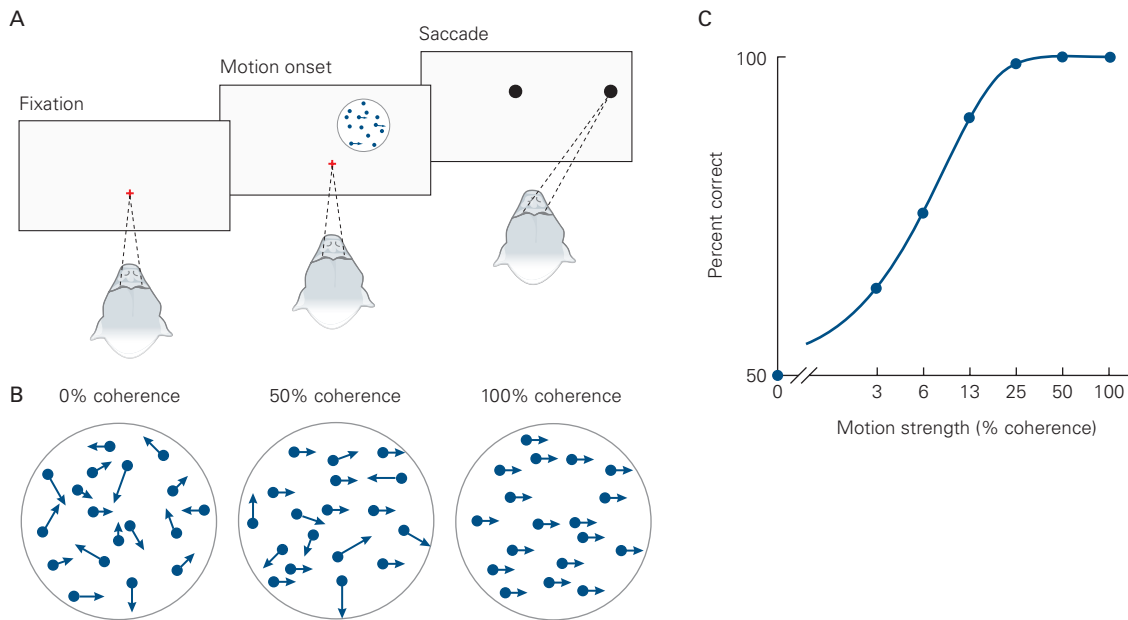 A
Fixation
Motion onset
Saccade
B
0% coherence
50% coherence
100% coherence
C
100
Percent correct
50
0 3 6 13 25 50 100
Motion strength (% coherence)